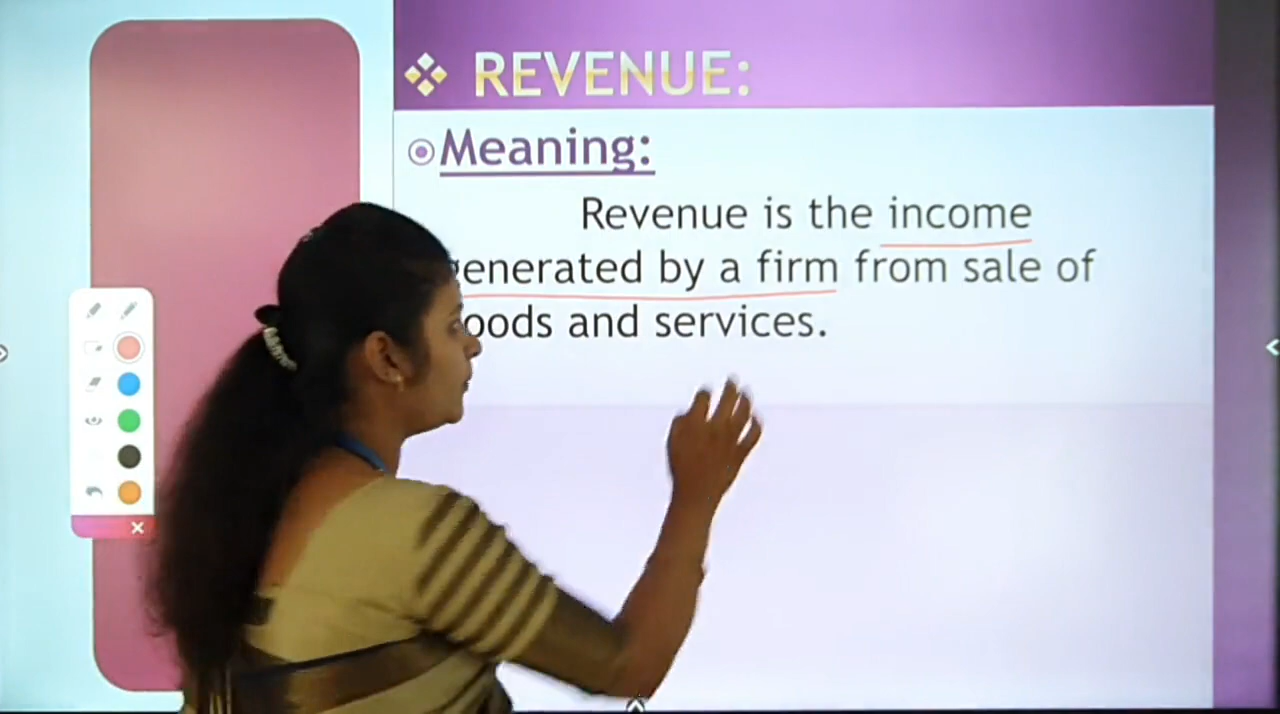 REVENUE:
Meaning:
Revenue is the income
enerated by a firm from sale of
oods and services.